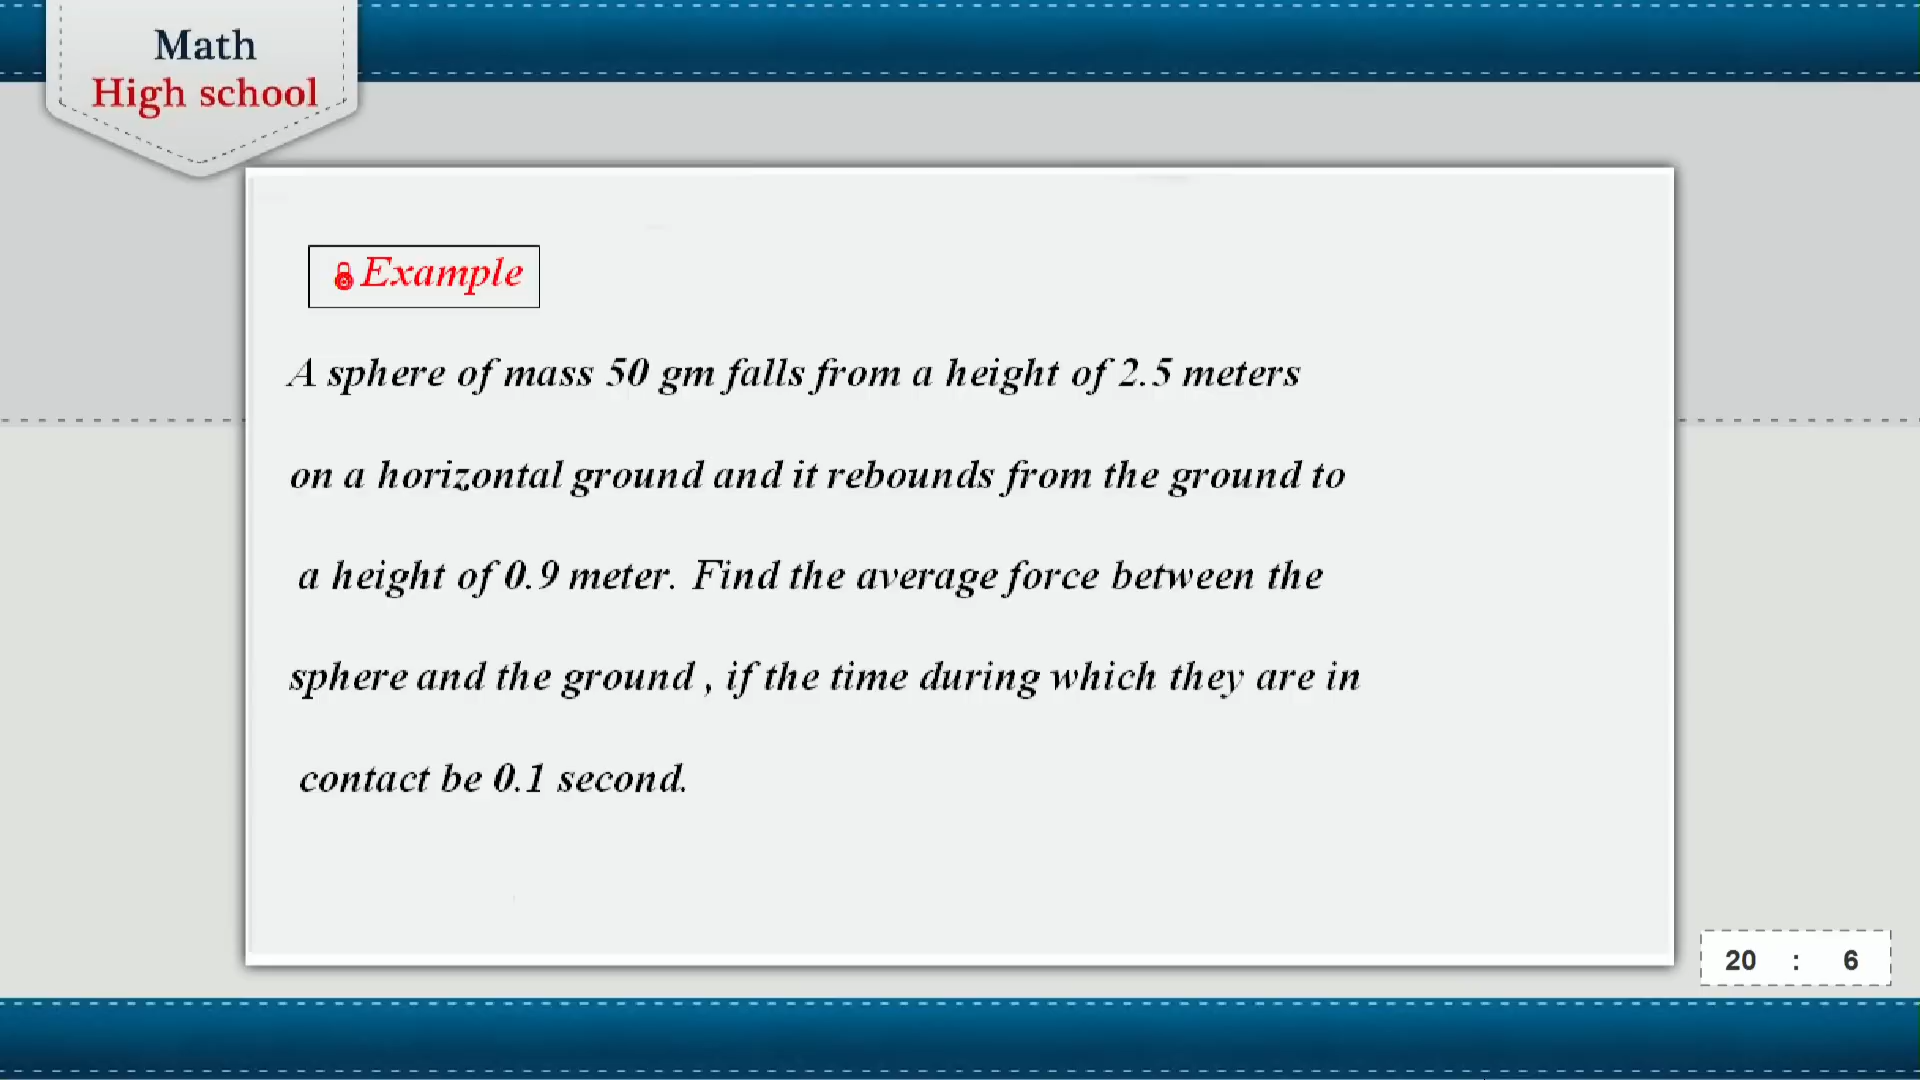 Math
High school
Example
A sphere of mass 50 gm falls from a height of 2.5 meters
on a horizontal ground and it rebounds from the ground to
a height of 0.9 meter. Find the average force between the
sphere and the ground , if the time during which they are in
contact be 0.1 second.
20 : 6